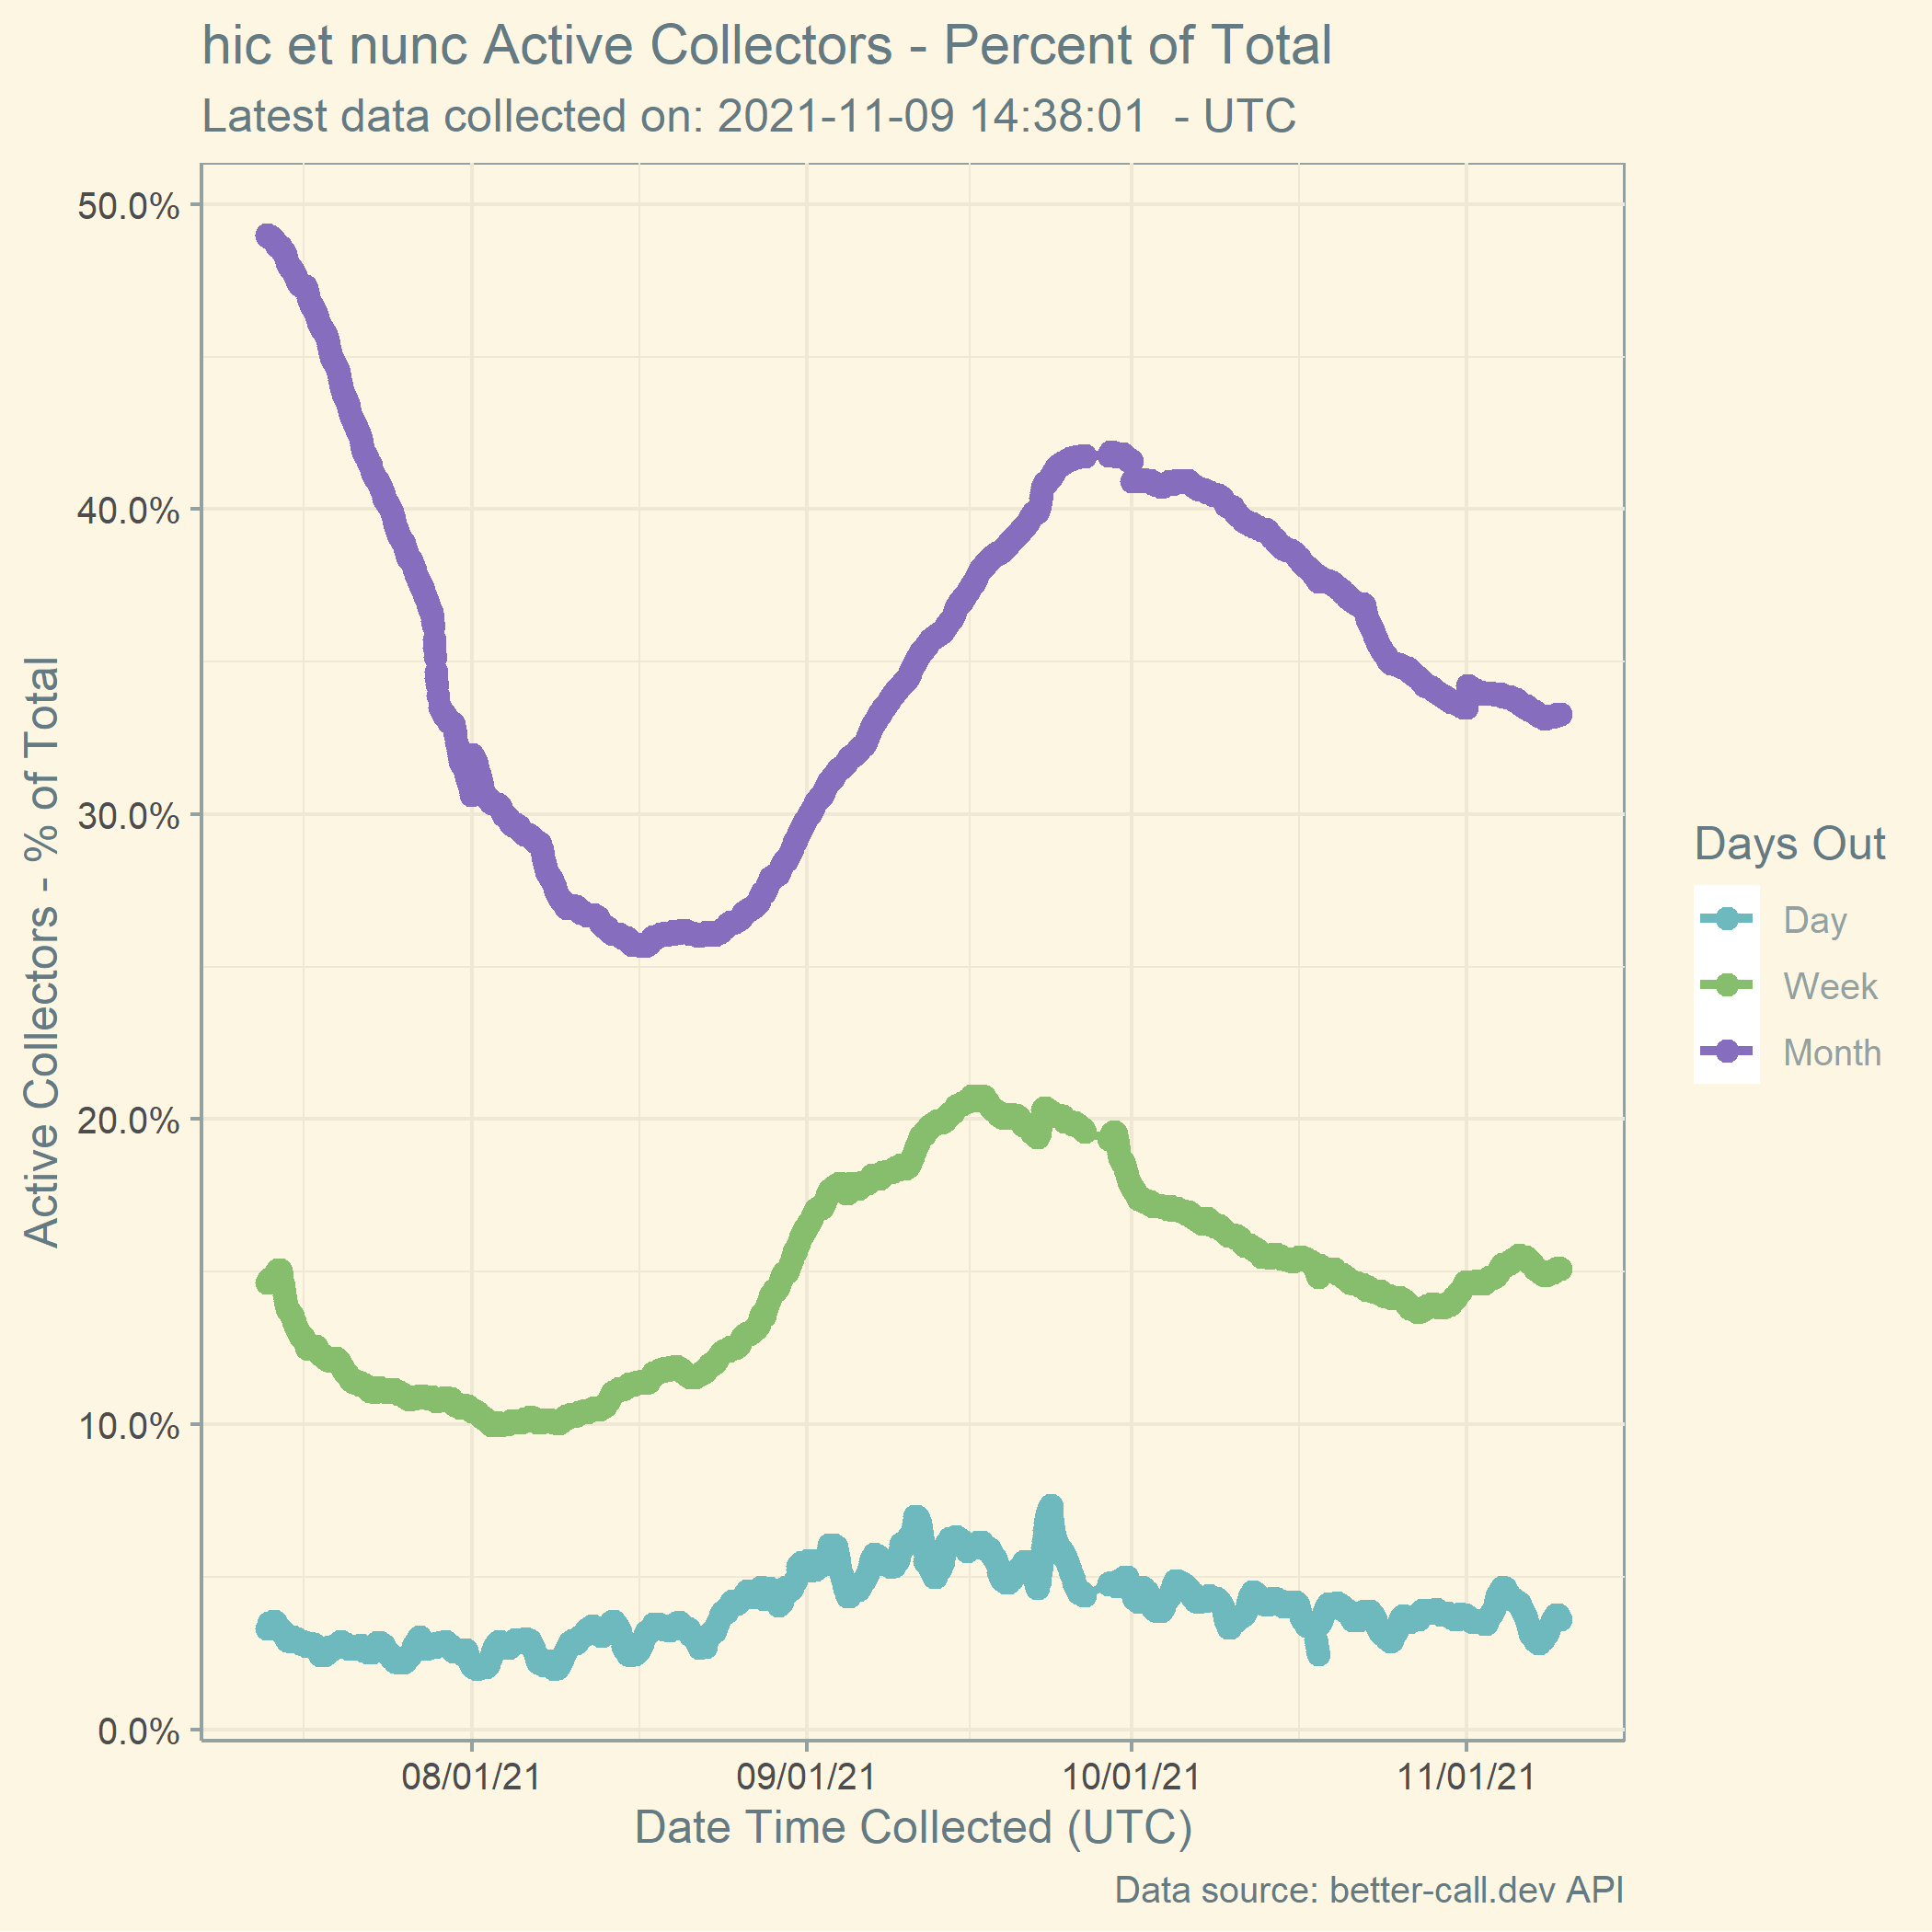 hic et nunc Active Collectors - Percent of Total
Latest data collected on: 2021-11-09 14:38:01  - UTC
Active Collectors - % of Total
50.0%
40.0%
30.0%
20.0%
10.0%
0.0%
08/01/21
09/01/21
10/01/21
11/01/21
Date Time Collected (UTC)
Days Out
Day
Week
Month
Data source: better-call.dev API